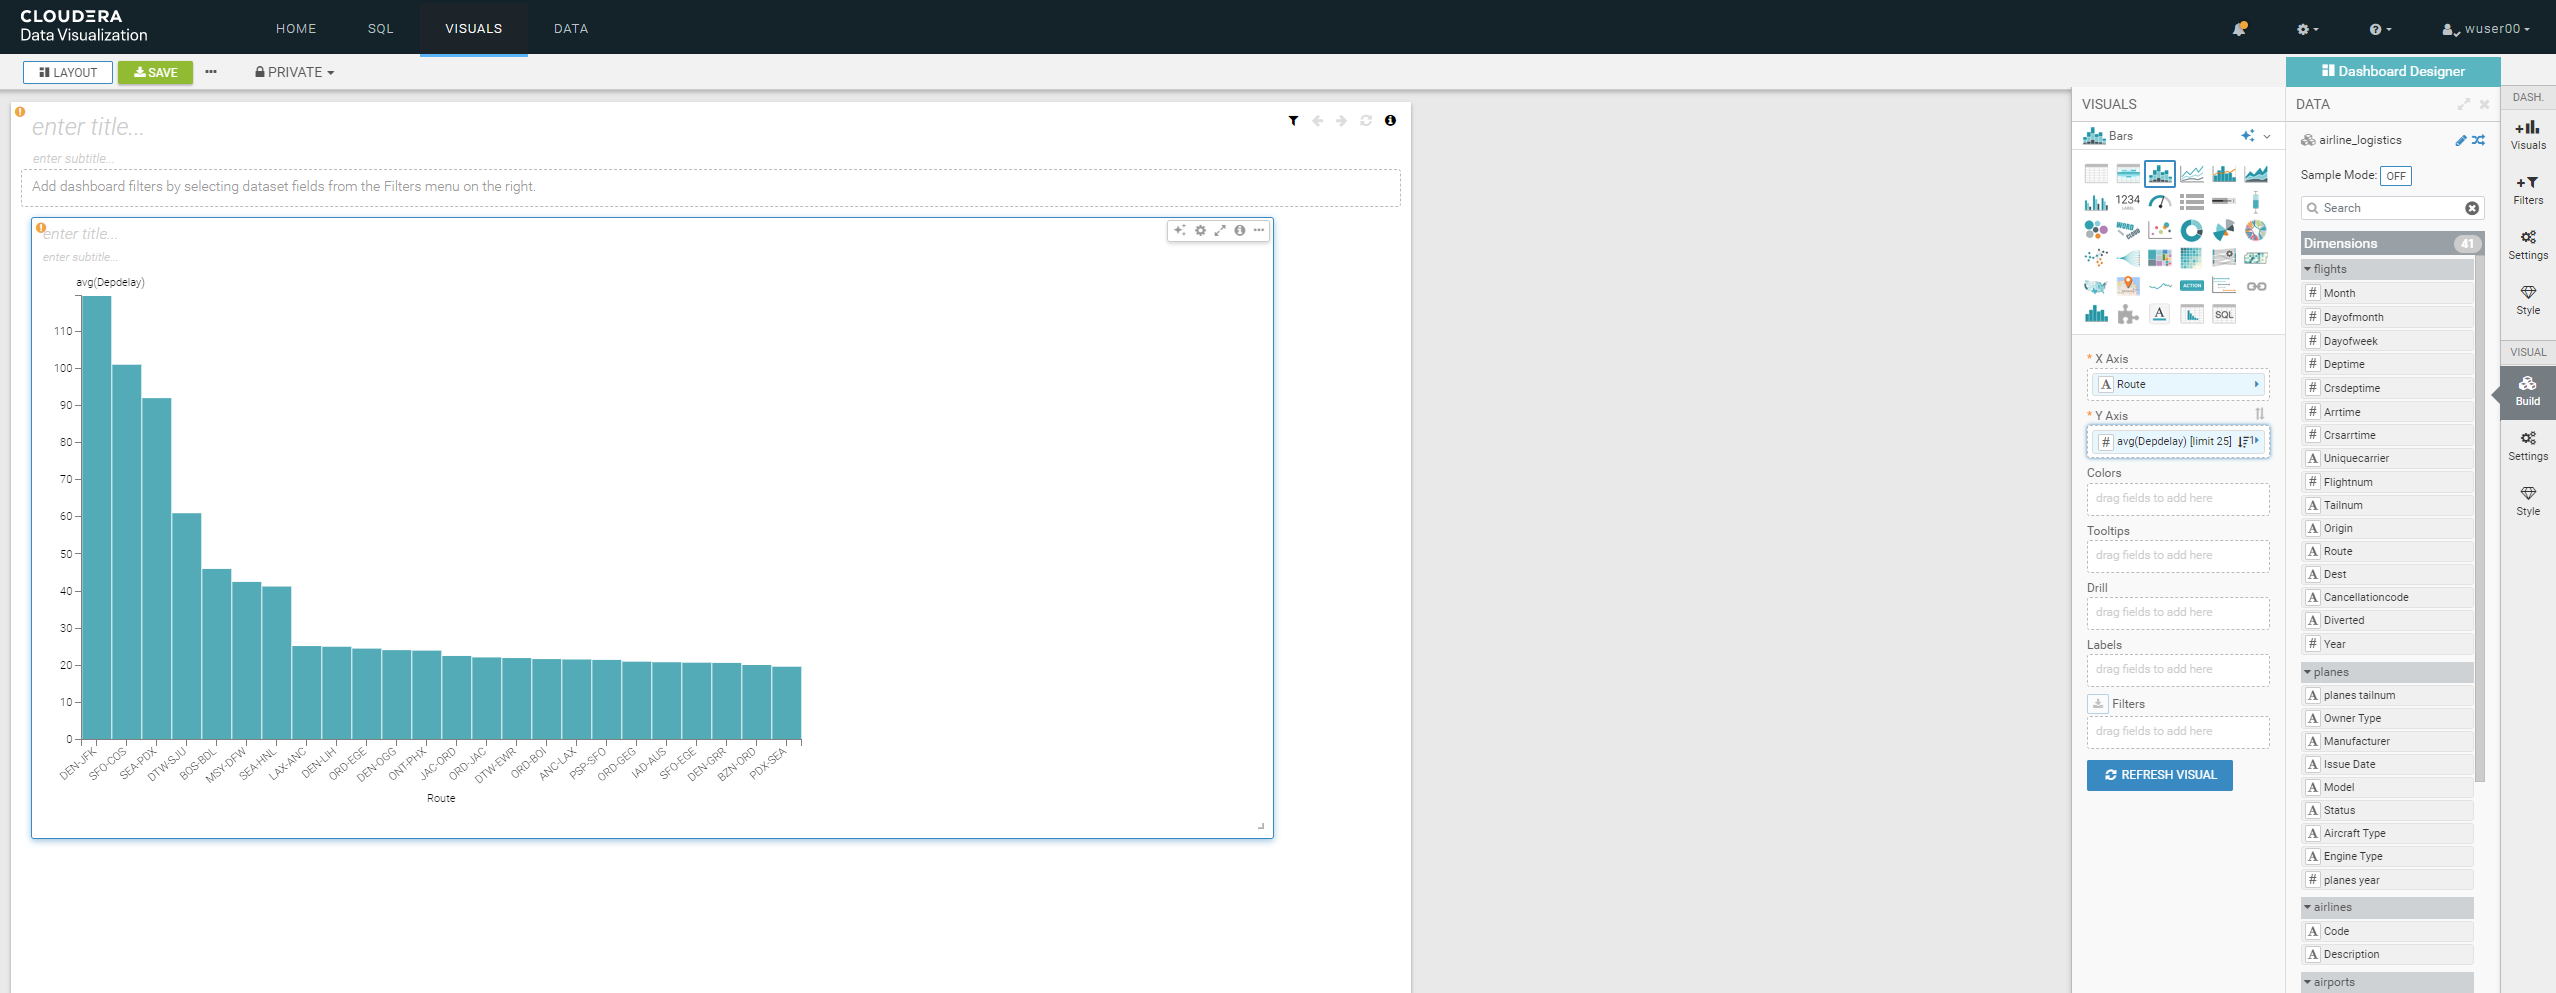 CLOUDERA
Data Visualization
HOME
SQL
VISUALS
DATA
wuser00
LAYOUT
SAVE
PRIVATE
Dashboard Designer
enter title...
enter subtitle...
Add dashboard filters by selecting dataset fields from the Filters menu on the right.
enter title...
enter subtitle...
avg(Depdelay)
110
100
90
80
70
60
50
40
30
20
10
0
DEN-JFK
SFO-COS
SEA-PDX
DTW-SJU
BOS-BDL
MSY-DFW
SEA-HNL
LAX-ANC
DEN-LIH
ORD-EGE
DEN-OGG
ONT-PHX
JAC-ORD
ORD-JAC
DTW-EWR
ORD-BOI
ANC-LAX
PSP-SFO
ORD-GEG
IAD-AUS
SFO-EGE
DEN-GRR
BZN-ORD
PDX-SEA
Route
VISUALS
Bars
1234
LABEL
WORD
CLOUD
ACTION
A
SQL
* X Axis
A Route
* Y Axis
# avg(Depdelay) [limit 25] 1
Colors
drag fields to add here
Tooltips
drag fields to add here
Drill
drag fields to add here
Labels
drag fields to add here
Filters
drag fields to add here
REFRESH VISUAL
DATA
airline_logistics
Sample Mode: OFF
Search
Dimensions 41
flights
# Month
# Dayofmonth
# Dayofweek
# Deptime
# Crsdeptime
# Arrtime
# Crsarrtime
A Uniquecarrier
# Flightnum
A Tailnum
A Origin
A Route
A Dest
A Cancellationcode
A Diverted
# Year
planes
A planes tailnum
A Owner Type
A Manufacturer
A Issue Date
A Model
A Status
A Aircraft Type
A Engine Type
# planes year
airlines
A Code
A Description
airports
DASH.
Visuals
Filters
Settings
Style
VISUAL
Build
Settings
Style